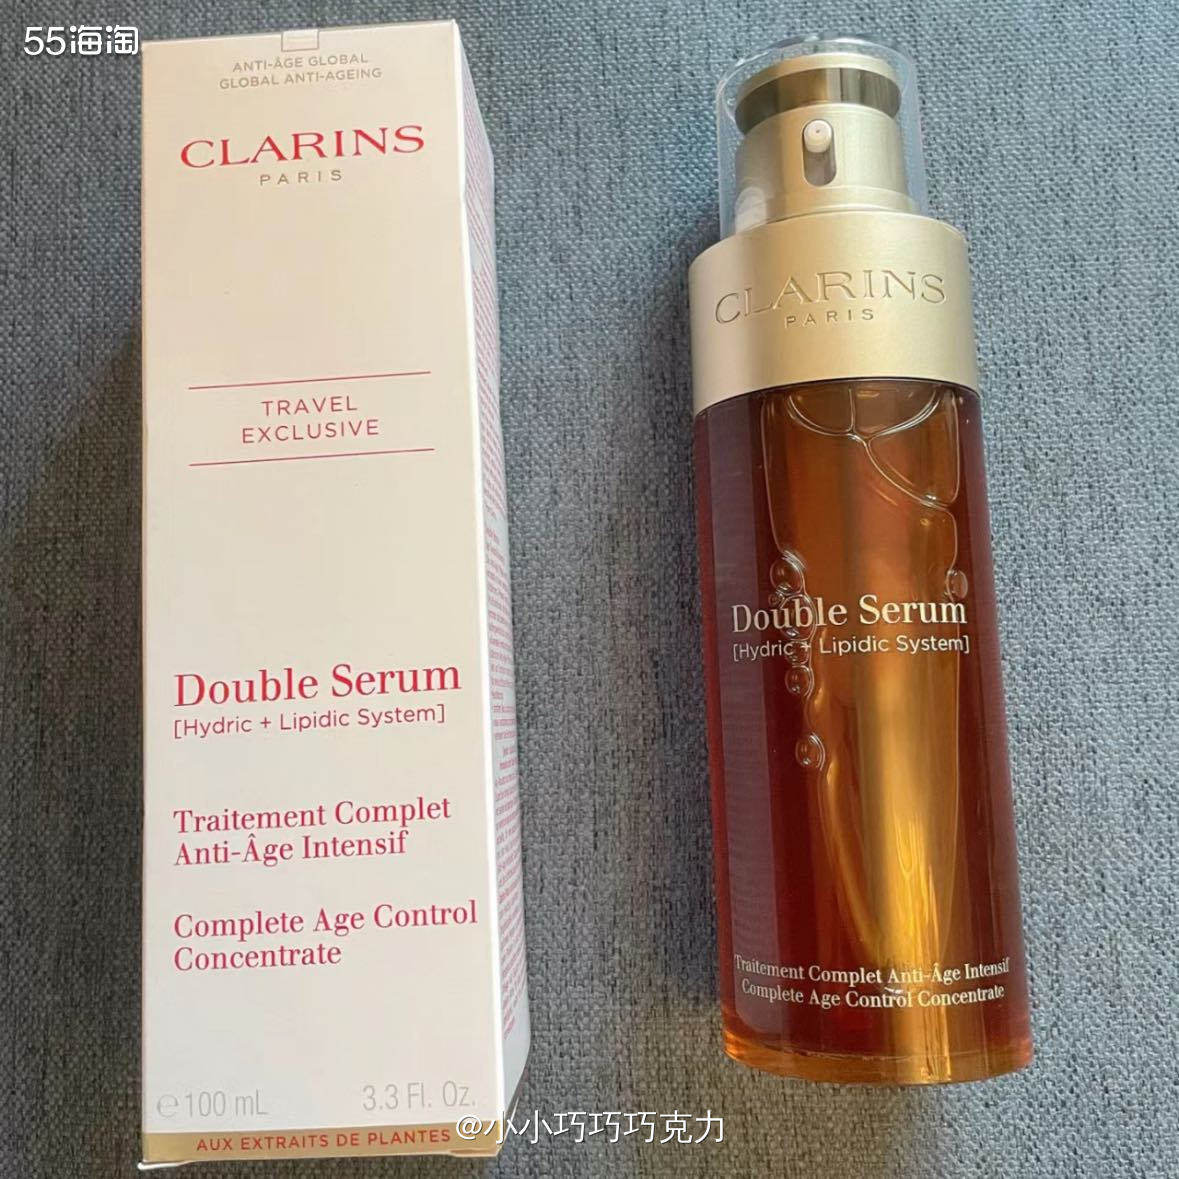 55海淘
ANTI-ÂGE GLOBAL
GLOBAL ANTI-AGEING
CLARINS
PARIS
TRAVEL
EXCLUSIVE
Double Serum
[Hydric + Lipidic System]
Traitement Complet
Anti-Âge Intensif
Complete Age Control
Concentrate
℮ 100 mL 3.3 Fl. Oz.
AUX EXTRAITS DE PLANTES
CLARINS
PARIS
Double Serum
[Hydric + Lipidic System]
Traitement Complet Anti-Âge Intensif
Complete Age Control Concentrate
@小小巧巧巧克力